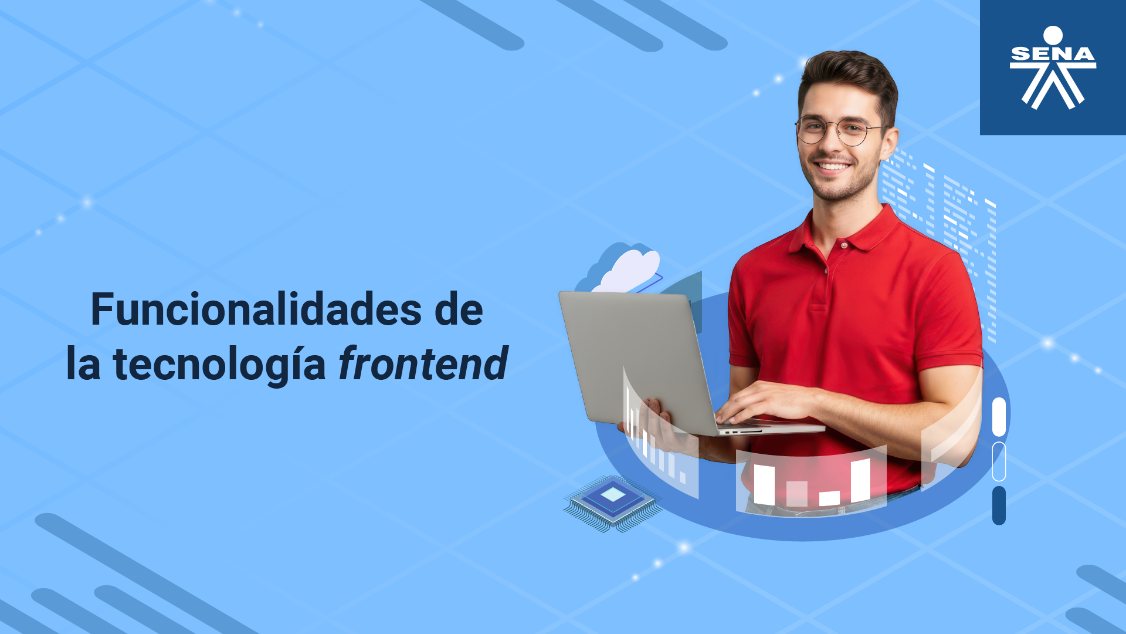 SENA
Funcionalidades de
la tecnología frontend